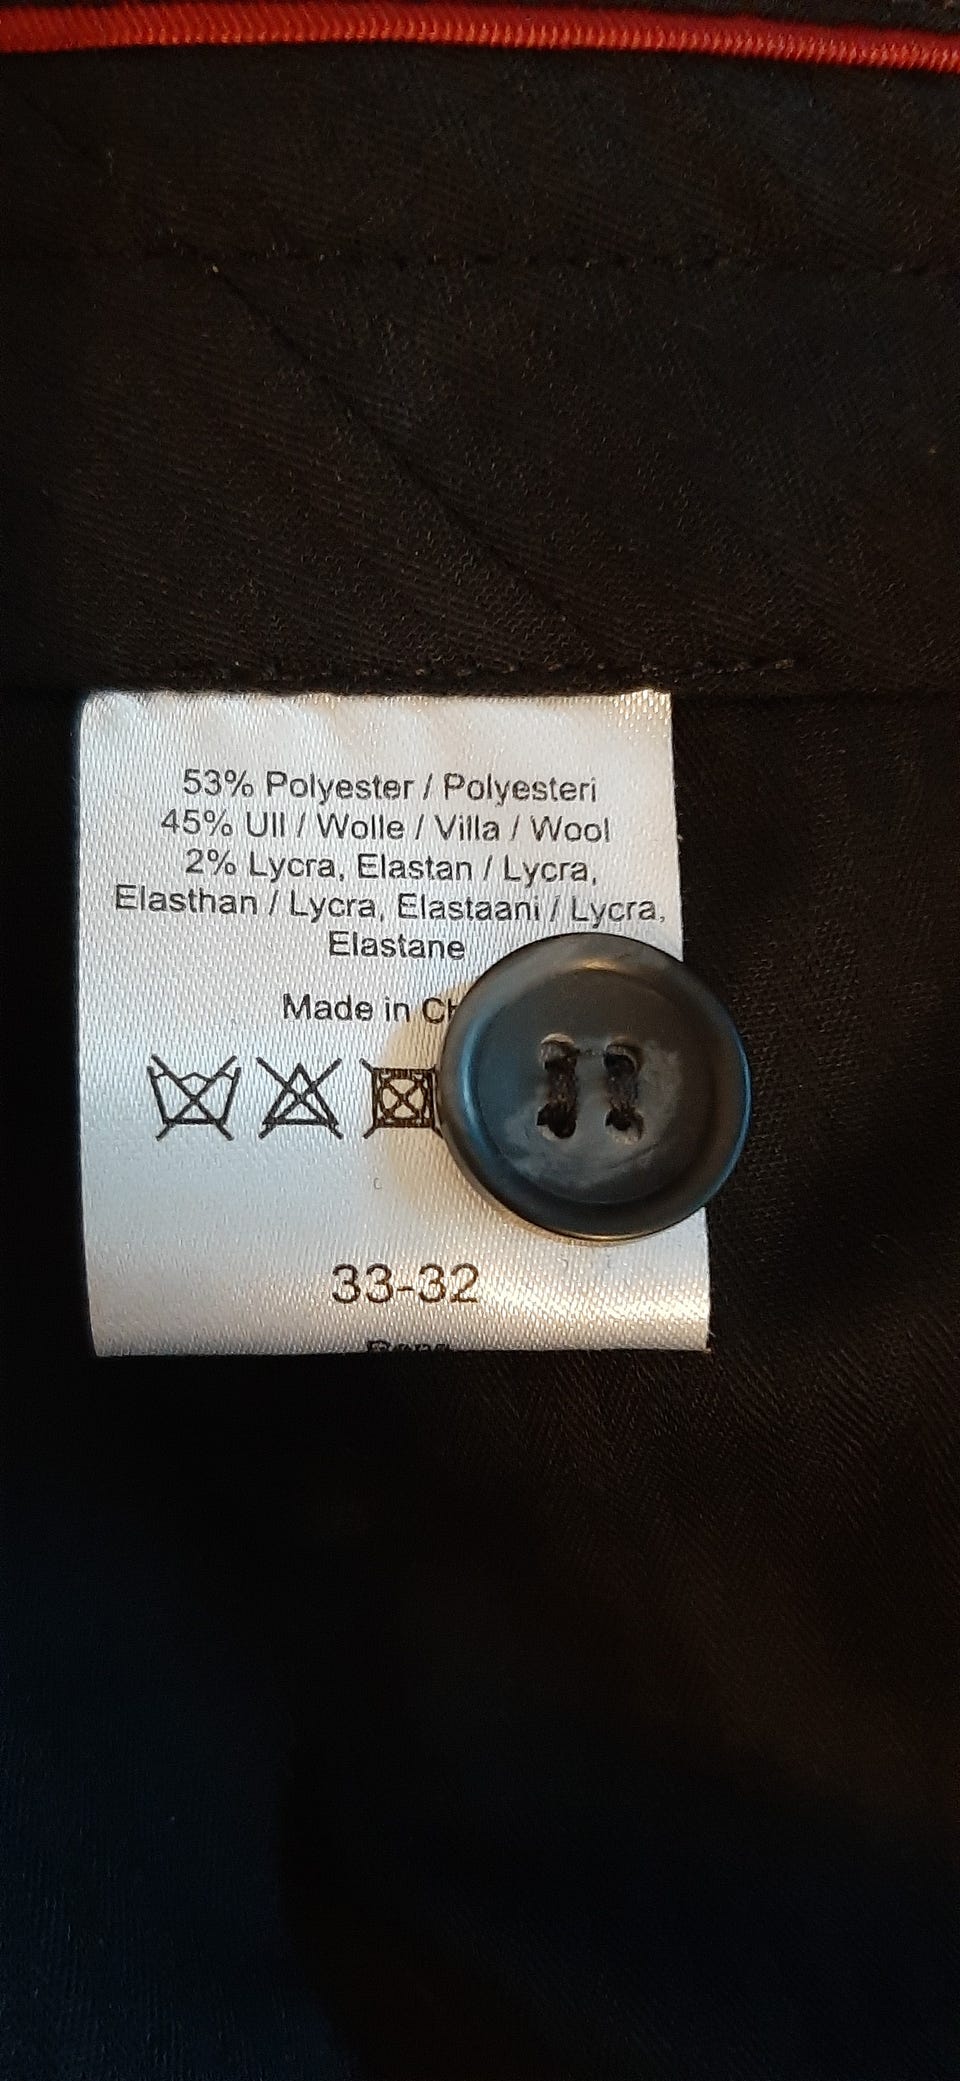 53% Polyester / Polyesteri
45% Ull / Wolle / Villa / Wool
2% Lycra, Elastan / Lycra,
Elasthan / Lycra, Elastaani / Lycra,
Elastane
Made in
33-32